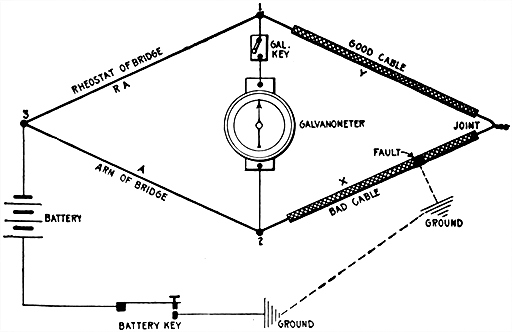 1
GAL.
KEY
GOOD CABLE
Y
RHEOSTAT OF BRIDGE
R A
3
GALVANOMETER
JOINT
FAULT
A
ARM OF BRIDGE
X
BAD CABLE
2
BATTERY
GROUND
BATTERY KEY
GROUND